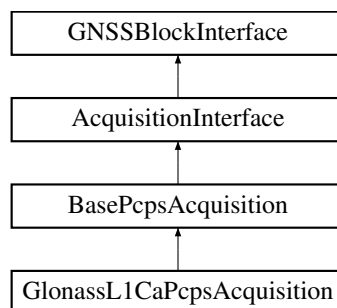 GNSSBlockInterface
AcquisitionInterface
BasePcpsAcquisition
GlonassL1CaPcpsAcquisition